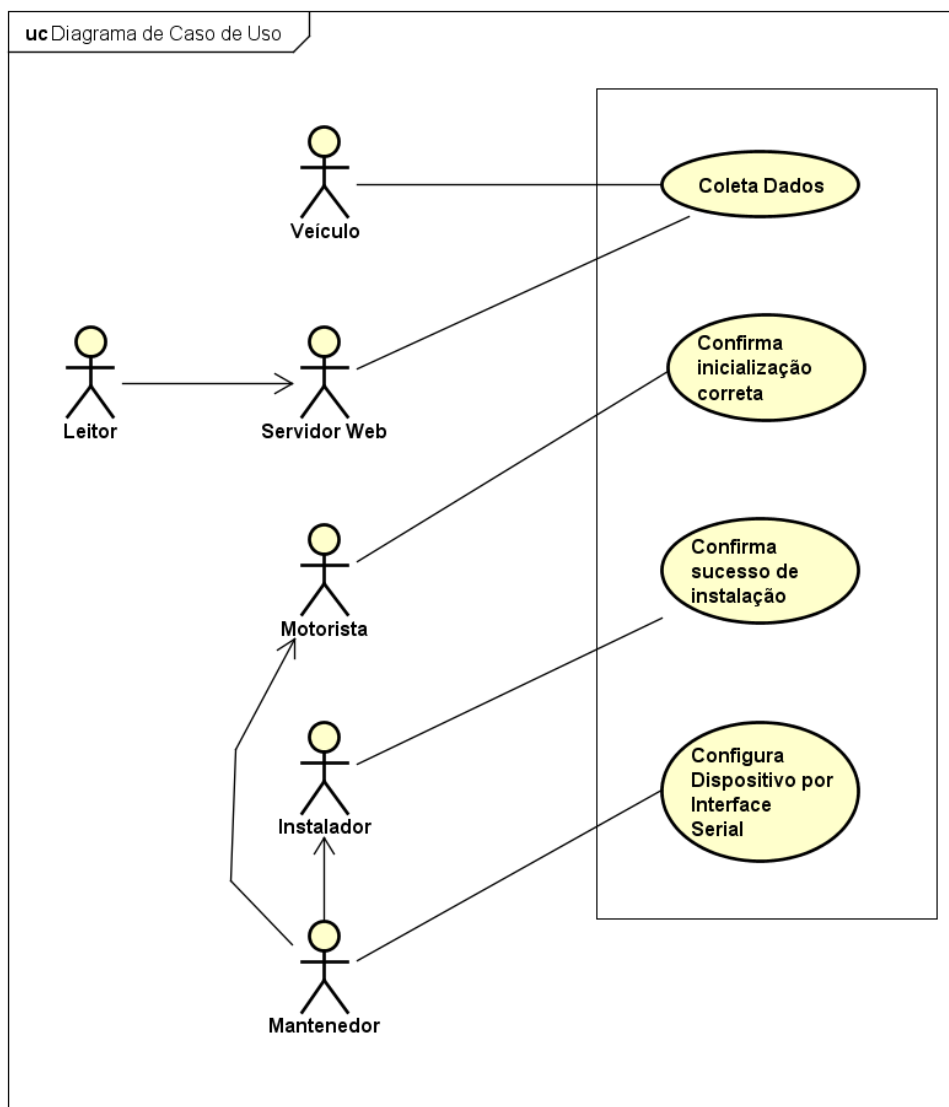 uc Diagrama de Caso de Uso
Veículo
Coleta Dados
Leitor
Servidor Web
Confirma
inicialização
correta
Motorista
Confirma
sucesso de
instalação
Instalador
Configura
Dispositivo por
Interface
Serial
Mantenedor